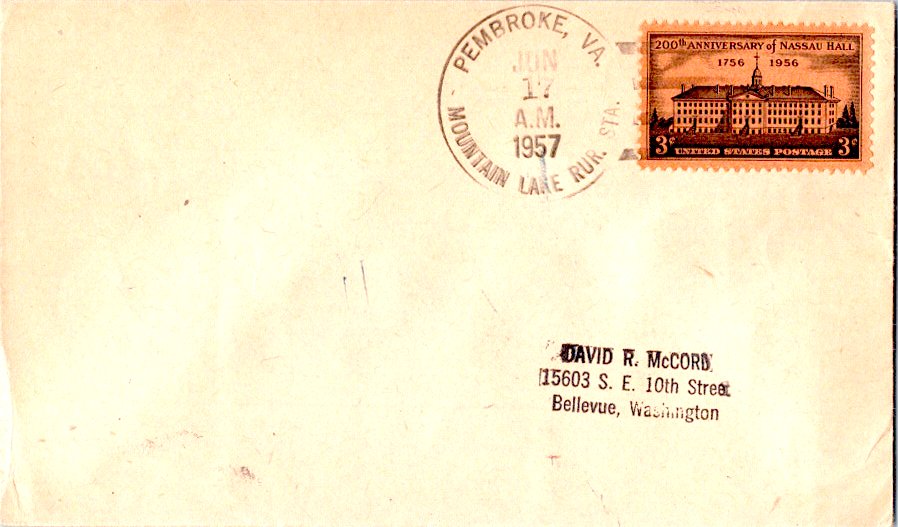 PEMBROKE, VA.
JUN
17
A.M.
1957
MOUNTAIN LAKE RUR. STA.
200th ANNIVERSARY of NASSAU HALL
1756 1956
3¢ UNITED STATES POSTAGE 3¢
DAVID R. McCORD
15603 S. E. 10th Street
Bellevue, Washington